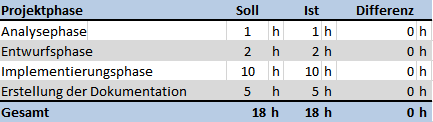 Projektphase Soll Ist Differenz
Analysephase 1 h 1 h 0 h
Entwurfsphase 2 h 2 h 0 h
Implementierungsphase 10 h 10 h 0 h
Erstellung der Dokumentation 5 h 5 h 0 h
Gesamt 18 h 18 h 0 h